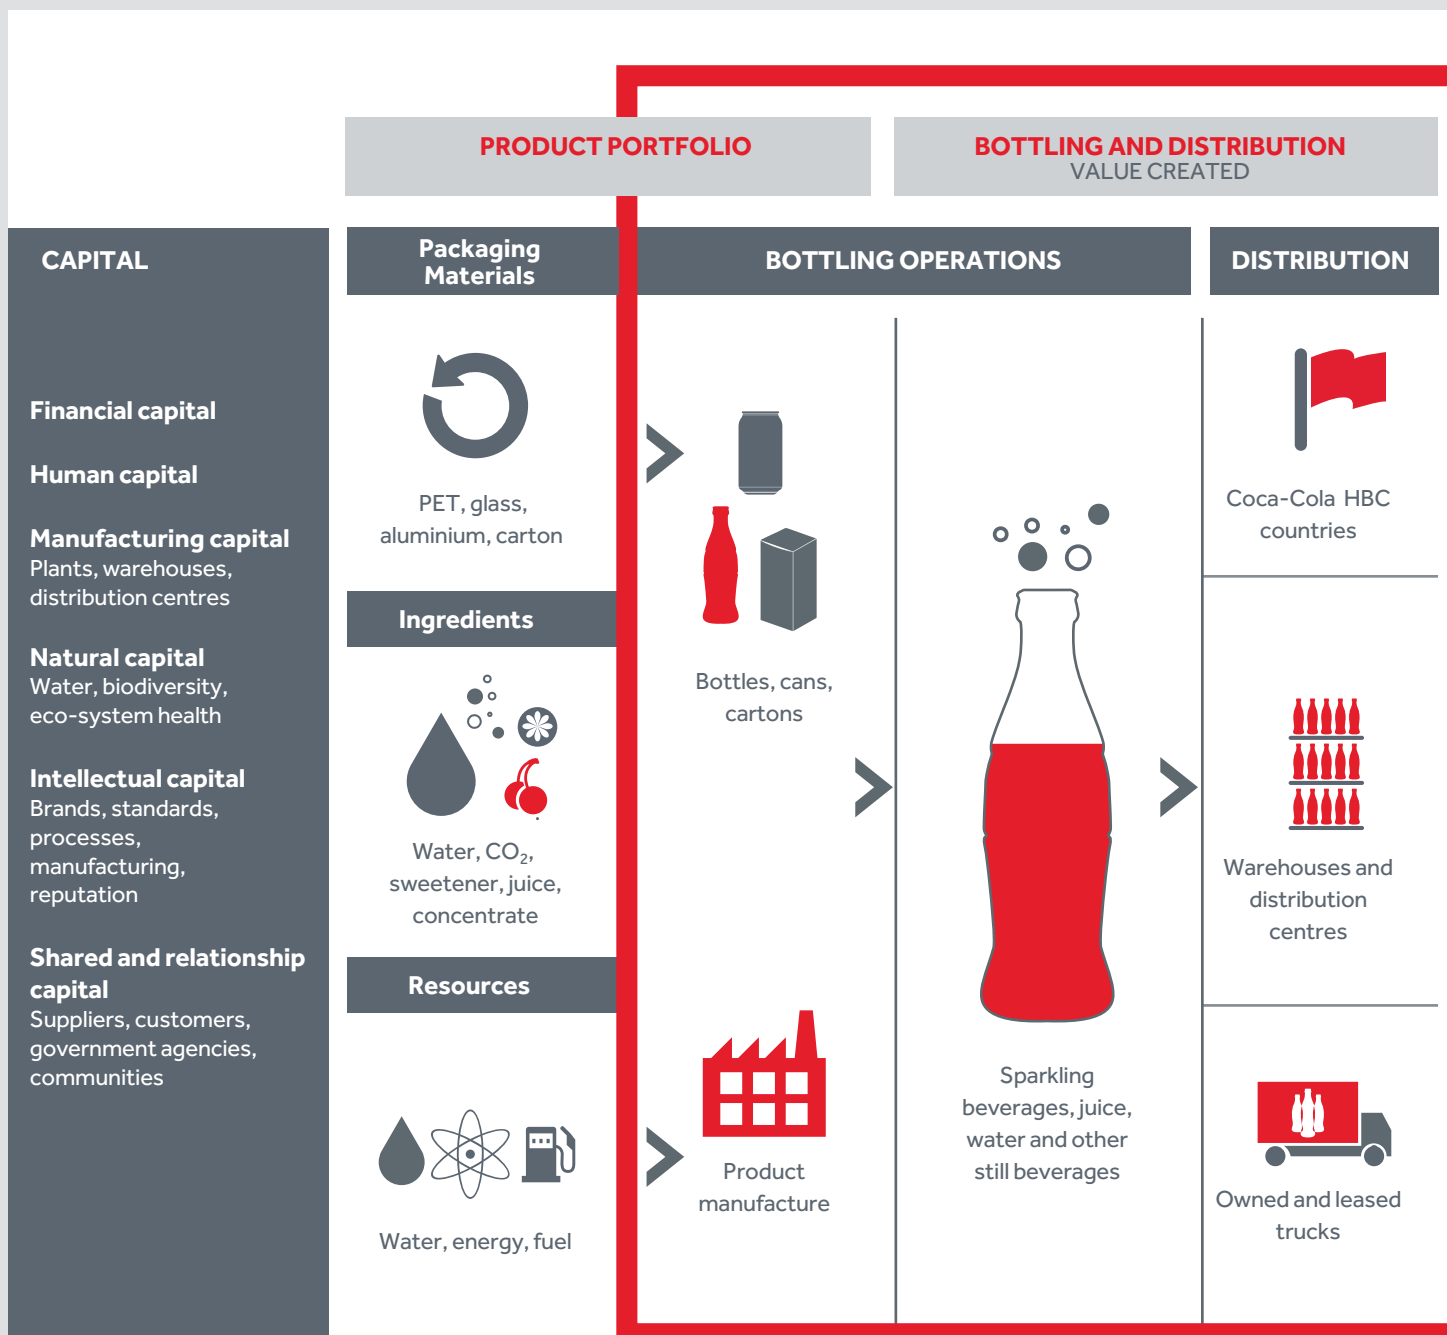 PRODUCT PORTFOLIO
BOTTLING AND DISTRIBUTION
VALUE CREATED
CAPITAL
Financial capital
Human capital
Manufacturing capital
Plants, warehouses,
distribution centres
Natural capital
Water, biodiversity,
eco-system health
Intellectual capital
Brands, standards,
processes,
manufacturing,
reputation
Shared and relationship
capital
Suppliers, customers,
government agencies,
communities
Packaging
Materials
PET, glass,
aluminium, carton
Ingredients
Water, CO₂,
sweetener, juice,
concentrate
Resources
Water, energy, fuel
BOTTLING OPERATIONS
Bottles, cans,
cartons
Product
manufacture
Sparkling
beverages, juice,
water and other
still beverages
DISTRIBUTION
Coca-Cola HBC
countries
Warehouses and
distribution
centres
Owned and leased
trucks